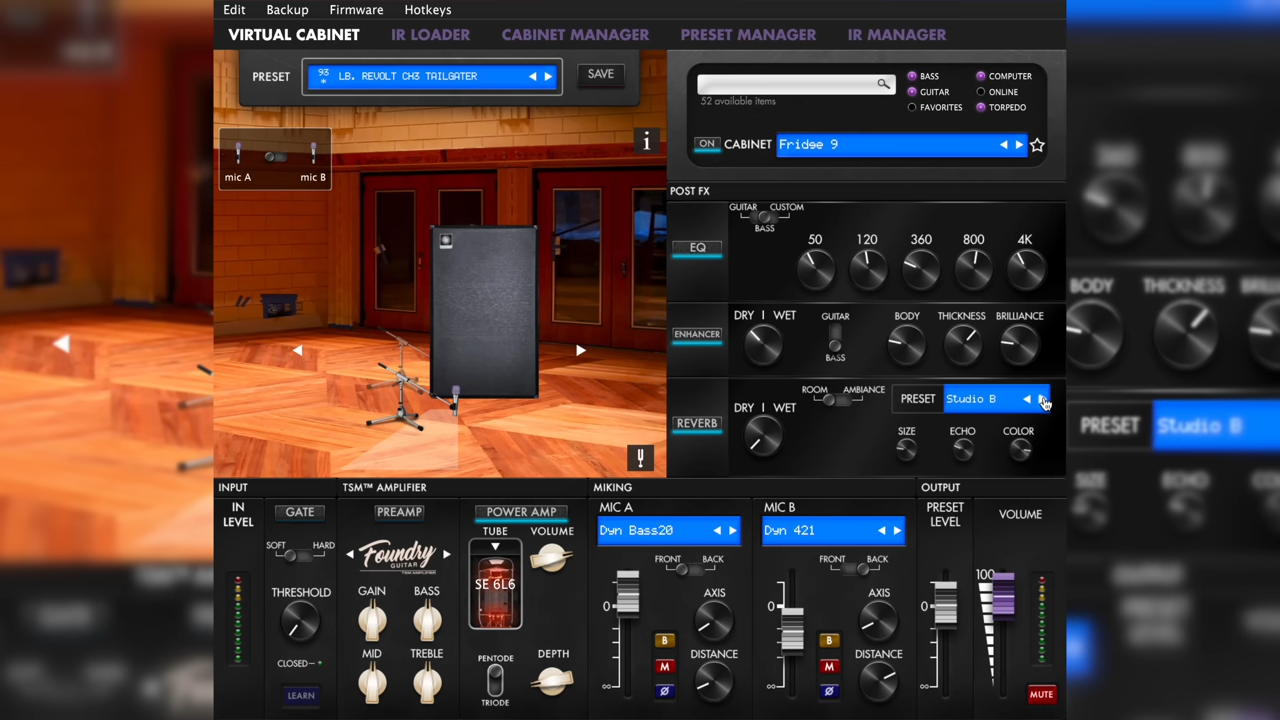 Edit Backup Firmware Hotkeys
VIRTUAL CABINET IR LOADER CABINET MANAGER PRESET MANAGER IR MANAGER
PRESET 93 * LB. REVOLT CH3 TAILGATER SAVE
mic A mic B
i
52 available items
BASS COMPUTER
GUITAR ONLINE
FAVORITES TORPEDO
ON CABINET Fridge 9
POST FX
GUITAR CUSTOM
BASS
EQ
50 120 360 800 4K
ENHANCER
DRY | WET
GUITAR
BASS
BODY THICKNESS BRILLIANCE
REVERB
DRY | WET
ROOM AMBIANCE
PRESET Studio B
SIZE ECHO COLOR
INPUT
IN LEVEL
GATE
SOFT HARD
THRESHOLD
CLOSED
LEARN
TSM™ AMPLIFIER
PREAMP
Foundry
GUITAR
TSM AMPLIFIER
GAIN BASS
MID TREBLE
POWER AMP
TUBE VOLUME
SE 6L6
PENTODE
TRIODE
DEPTH
MIKING
MIC A
Dyn Bass20
FRONT BACK
0
∞
AXIS
DISTANCE
B
M
Ø
MIC B
Dyn 421
FRONT BACK
0
∞
AXIS
DISTANCE
B
M
Ø
OUTPUT
PRESET LEVEL
0
∞
VOLUME
100
MUTE
BODY THICKNESS
PRESET Studio B